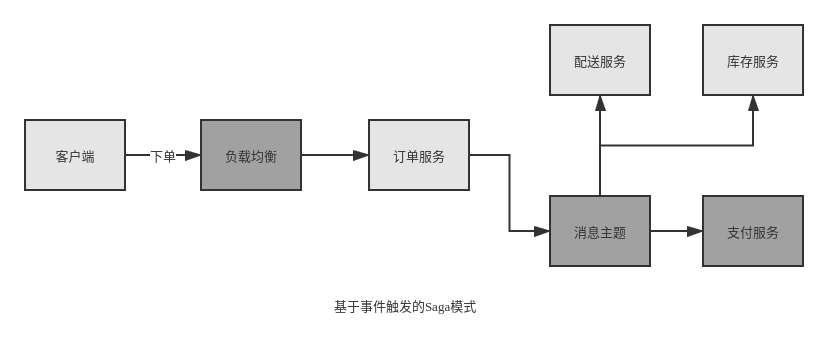 配送服务
库存服务
客户端
下单
负载均衡
订单服务
消息主题
支付服务
基于事件触发的Saga模式